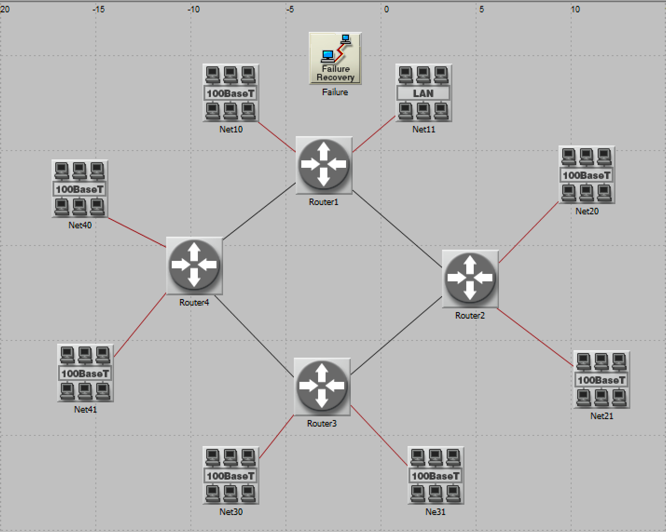 -20 -15 -10 -5 0 5 10
Failure
Recovery
Failure
100BaseT
Net10
LAN
Net11
Router1
100BaseT
Net40
100BaseT
Net20
Router4
Router2
100BaseT
Net41
100BaseT
Net21
Router3
100BaseT
Net30
100BaseT
Ne31